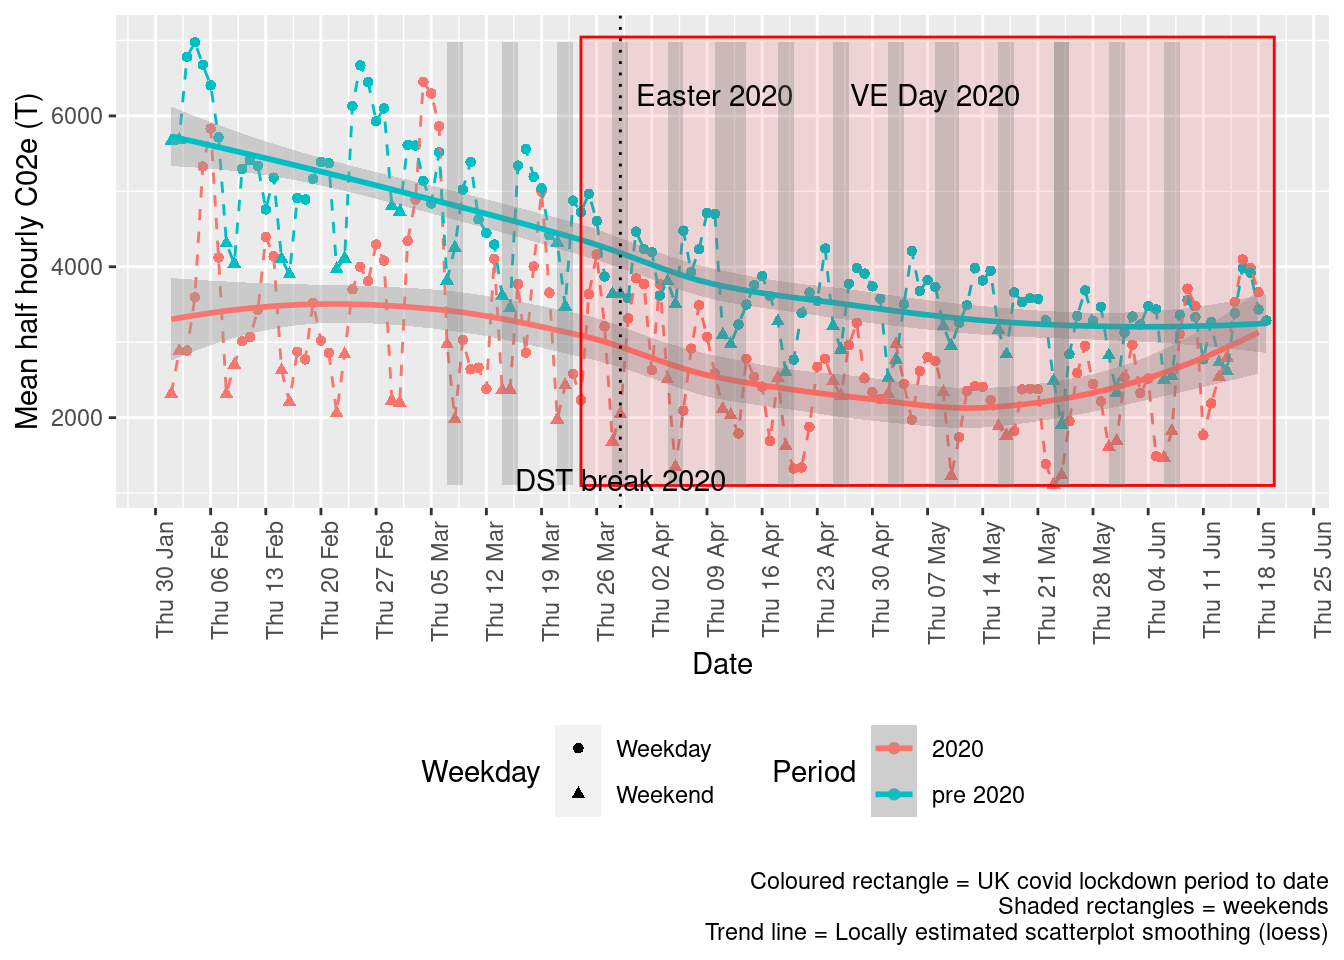 Mean half hourly C02e (T)
6000
4000
2000
Easter 2020
VE Day 2020
DST break 2020
Thu 30 Jan
Thu 06 Feb
Thu 13 Feb
Thu 20 Feb
Thu 27 Feb
Thu 05 Mar
Thu 12 Mar
Thu 19 Mar
Thu 26 Mar
Thu 02 Apr
Thu 09 Apr
Thu 16 Apr
Thu 23 Apr
Thu 30 Apr
Thu 07 May
Thu 14 May
Thu 21 May
Thu 28 May
Thu 04 Jun
Thu 11 Jun
Thu 18 Jun
Thu 25 Jun
Date
Weekday
Weekday
Weekend
Period
2020
pre 2020
Coloured rectangle = UK covid lockdown period to date
Shaded rectangles = weekends
Trend line = Locally estimated scatterplot smoothing (loess)